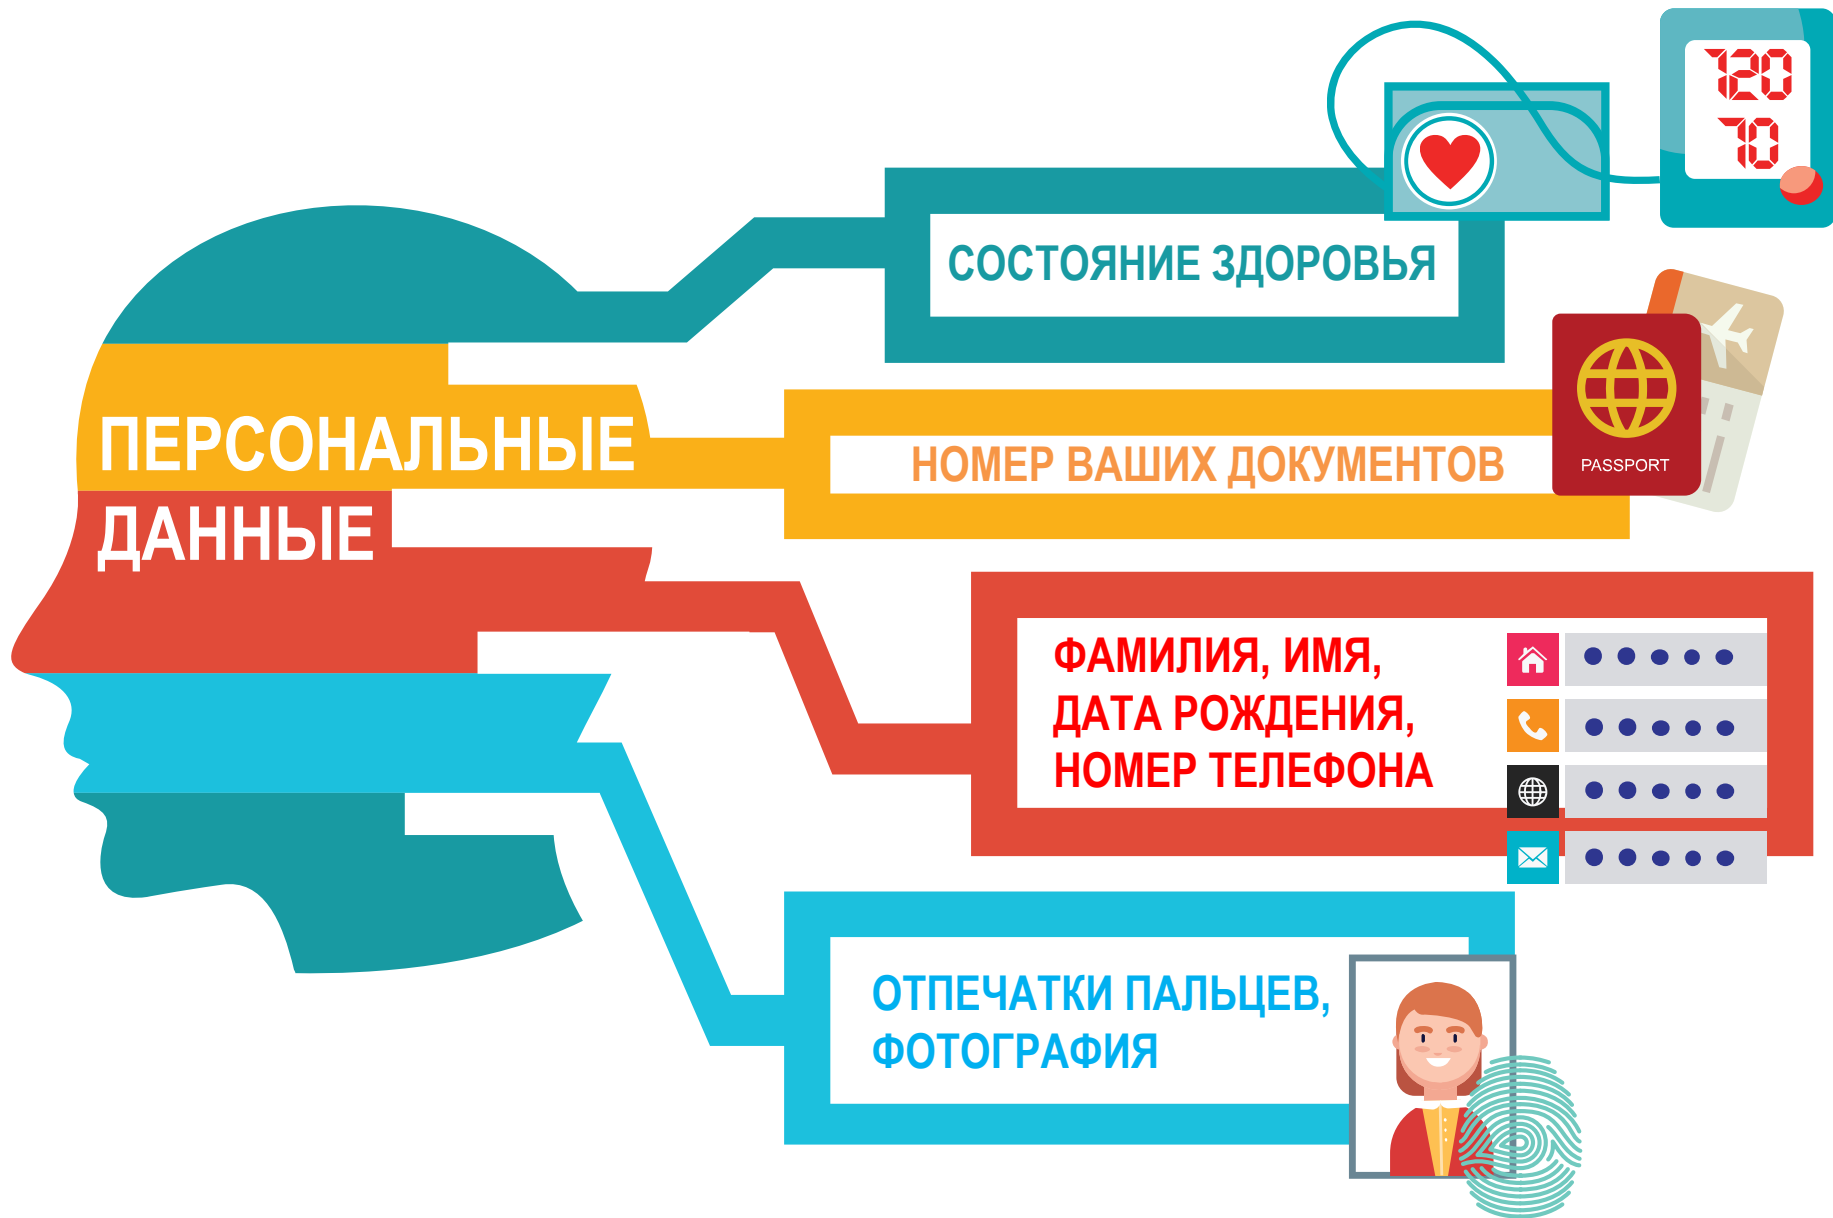 120
70
СОСТОЯНИЕ ЗДОРОВЬЯ
ПЕРСОНАЛЬНЫЕ
ДАННЫЕ
НОМЕР ВАШИХ ДОКУМЕНТОВ
PASSPORT
ФАМИЛИЯ, ИМЯ,
ДАТА РОЖДЕНИЯ,
НОМЕР ТЕЛЕФОНА
ОТПЕЧАТКИ ПАЛЬЦЕВ,
ФОТОГРАФИЯ